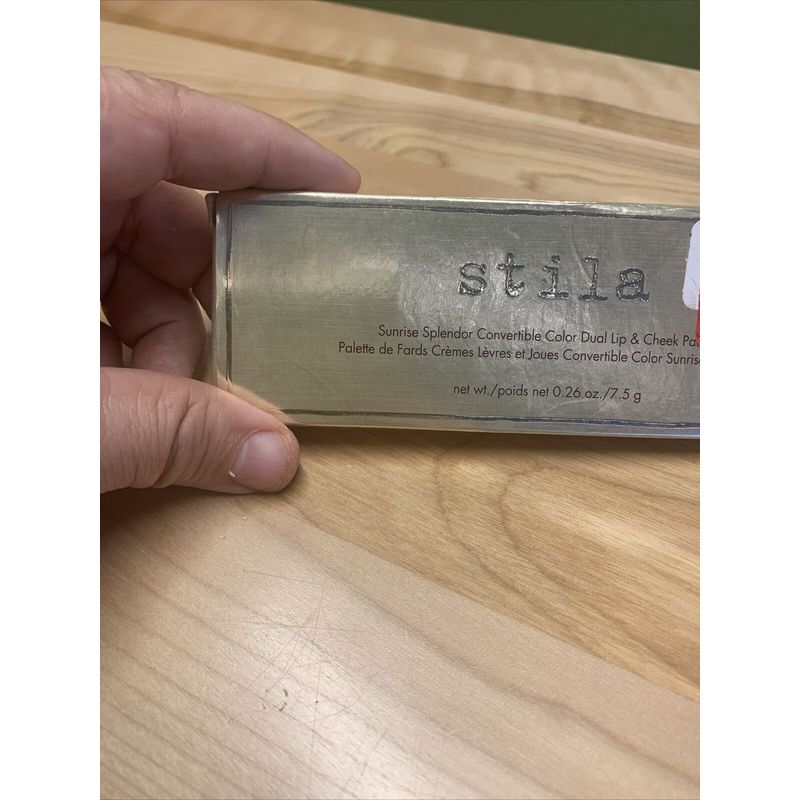 stila
Sunrise Splendor Convertible Color Dual Lip & Cheek
Palette de Fards Crèmes Lèvres et Joues Convertible Color
net wt./poids net 0.26 oz./7.5 g